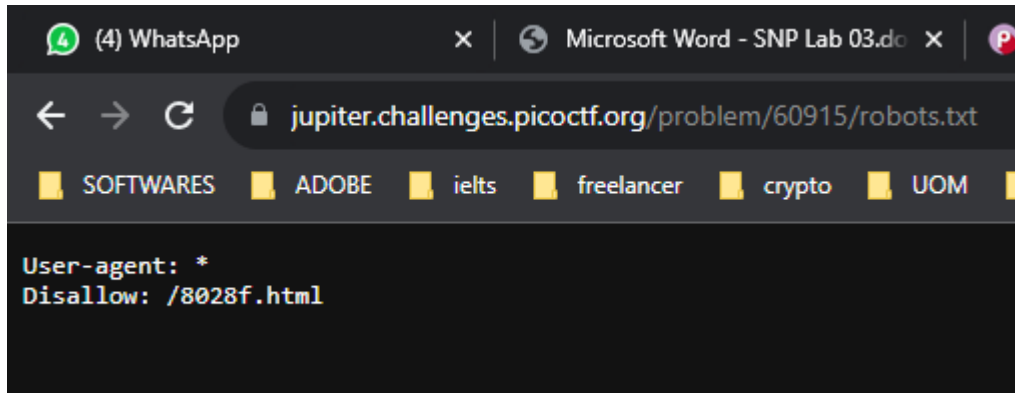 4 (4) WhatsApp Microsoft Word - SNP Lab 03.do P
jupiter.challenges.picoctf.org/problem/60915/robots.txt
SOFTWARES ADOBE ielts freelancer crypto UOM
User-agent: *
Disallow: /8028f.html